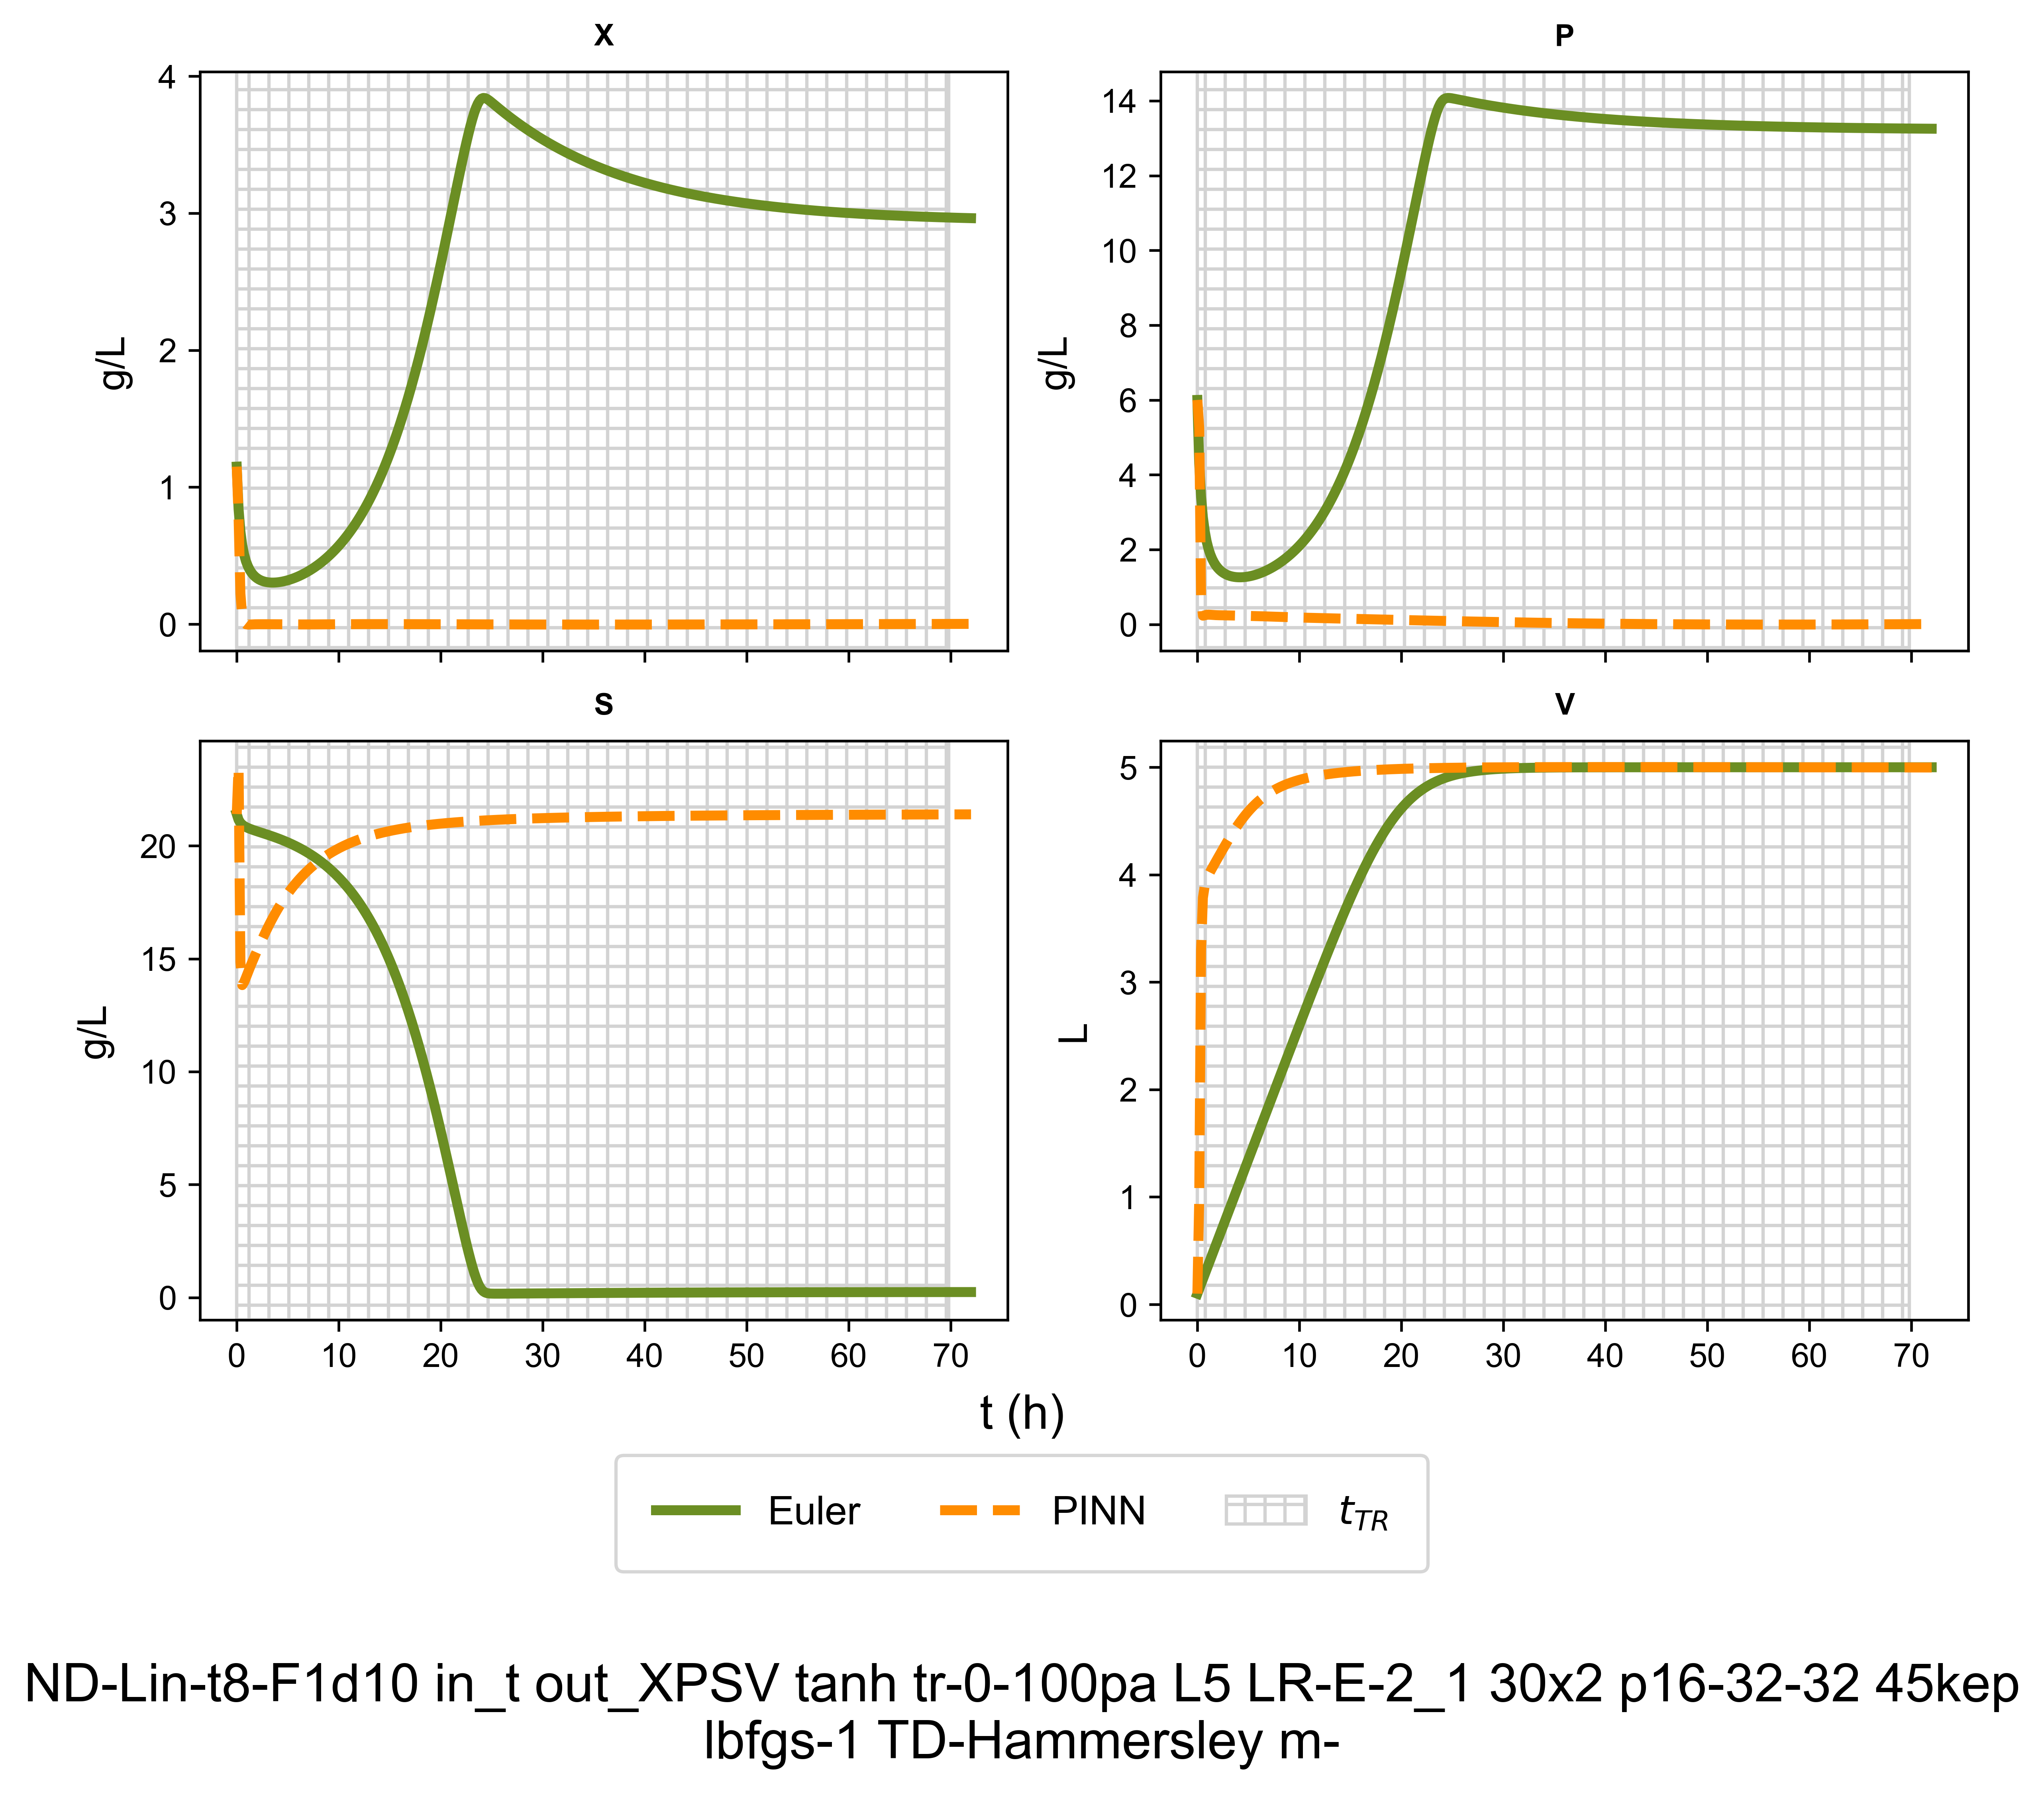 X
4
3
2
1
0
g/L
P
14
12
10
8
6
4
2
0
g/L
S
20
15
10
5
0
g/L
0 10 20 30 40 50 60 70
V
5
4
3
2
1
0
L
0 10 20 30 40 50 60 70
t (h)
Euler PINN t_{TR}
ND-Lin-t8-F1d10 in_t out_XPSV tanh tr-0-100pa L5 LR-E-2_1 30x2 p16-32-32 45kep
lbfgs-1 TD-Hammersley m-